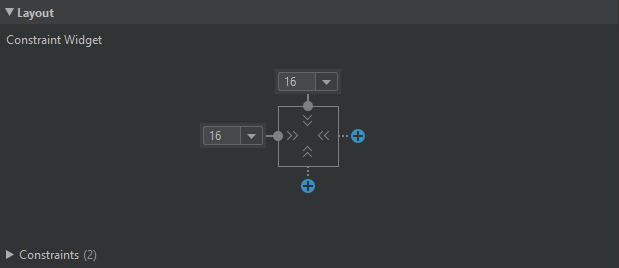 Layout
Constraint Widget
16
16
Constraints (2)